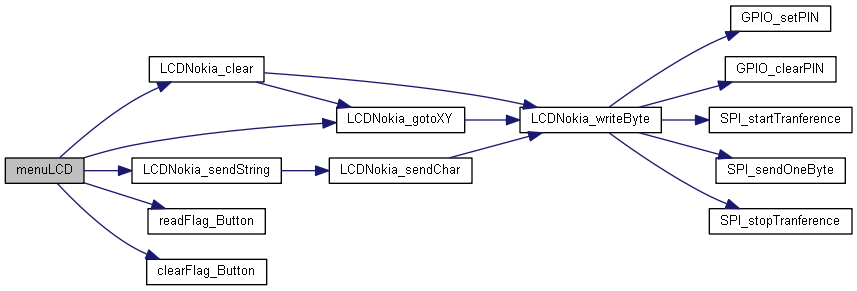 menuLCD
LCDNokia_clear
LCDNokia_gotoXY
LCDNokia_sendString
LCDNokia_sendChar
readFlag_Button
clearFlag_Button
LCDNokia_writeByte
GPIO_setPIN
GPIO_clearPIN
SPI_startTranference
SPI_sendOneByte
SPI_stopTranference